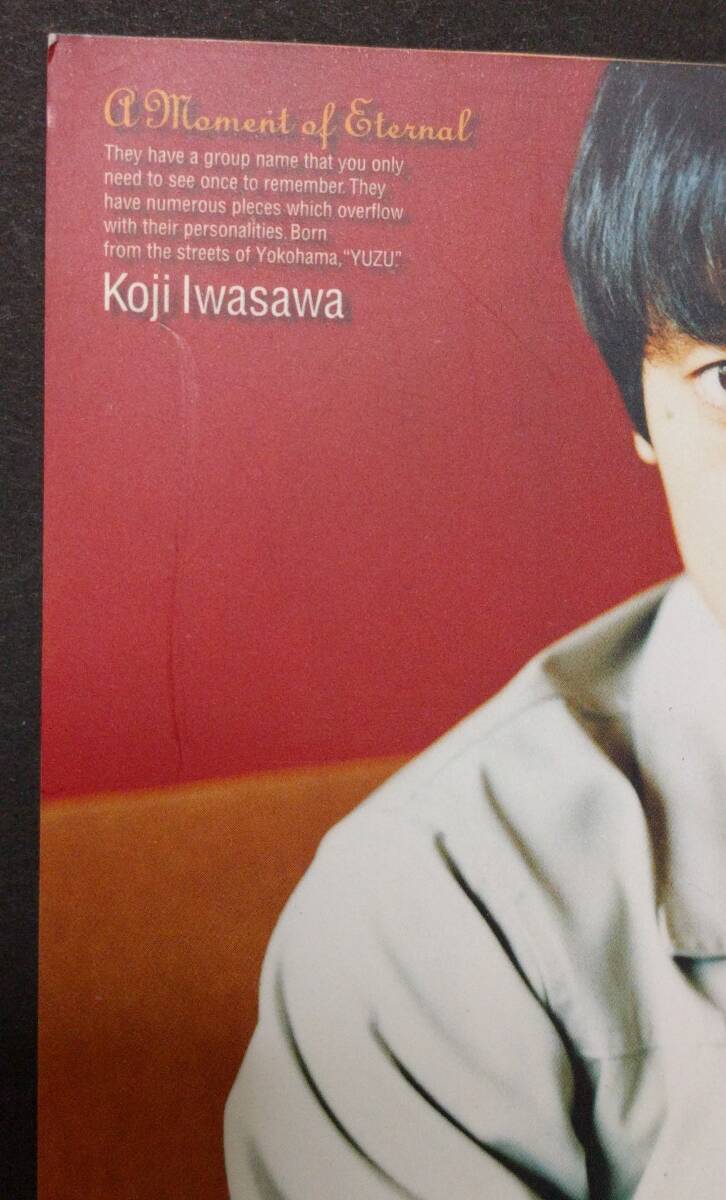 A Moment of Eternal
They have a group name that you only
need to see once to remember. They
have numerous pieces which overflow
with their personalities. Born
from the streets of Yokohama, "YUZU."
Koji Iwasawa